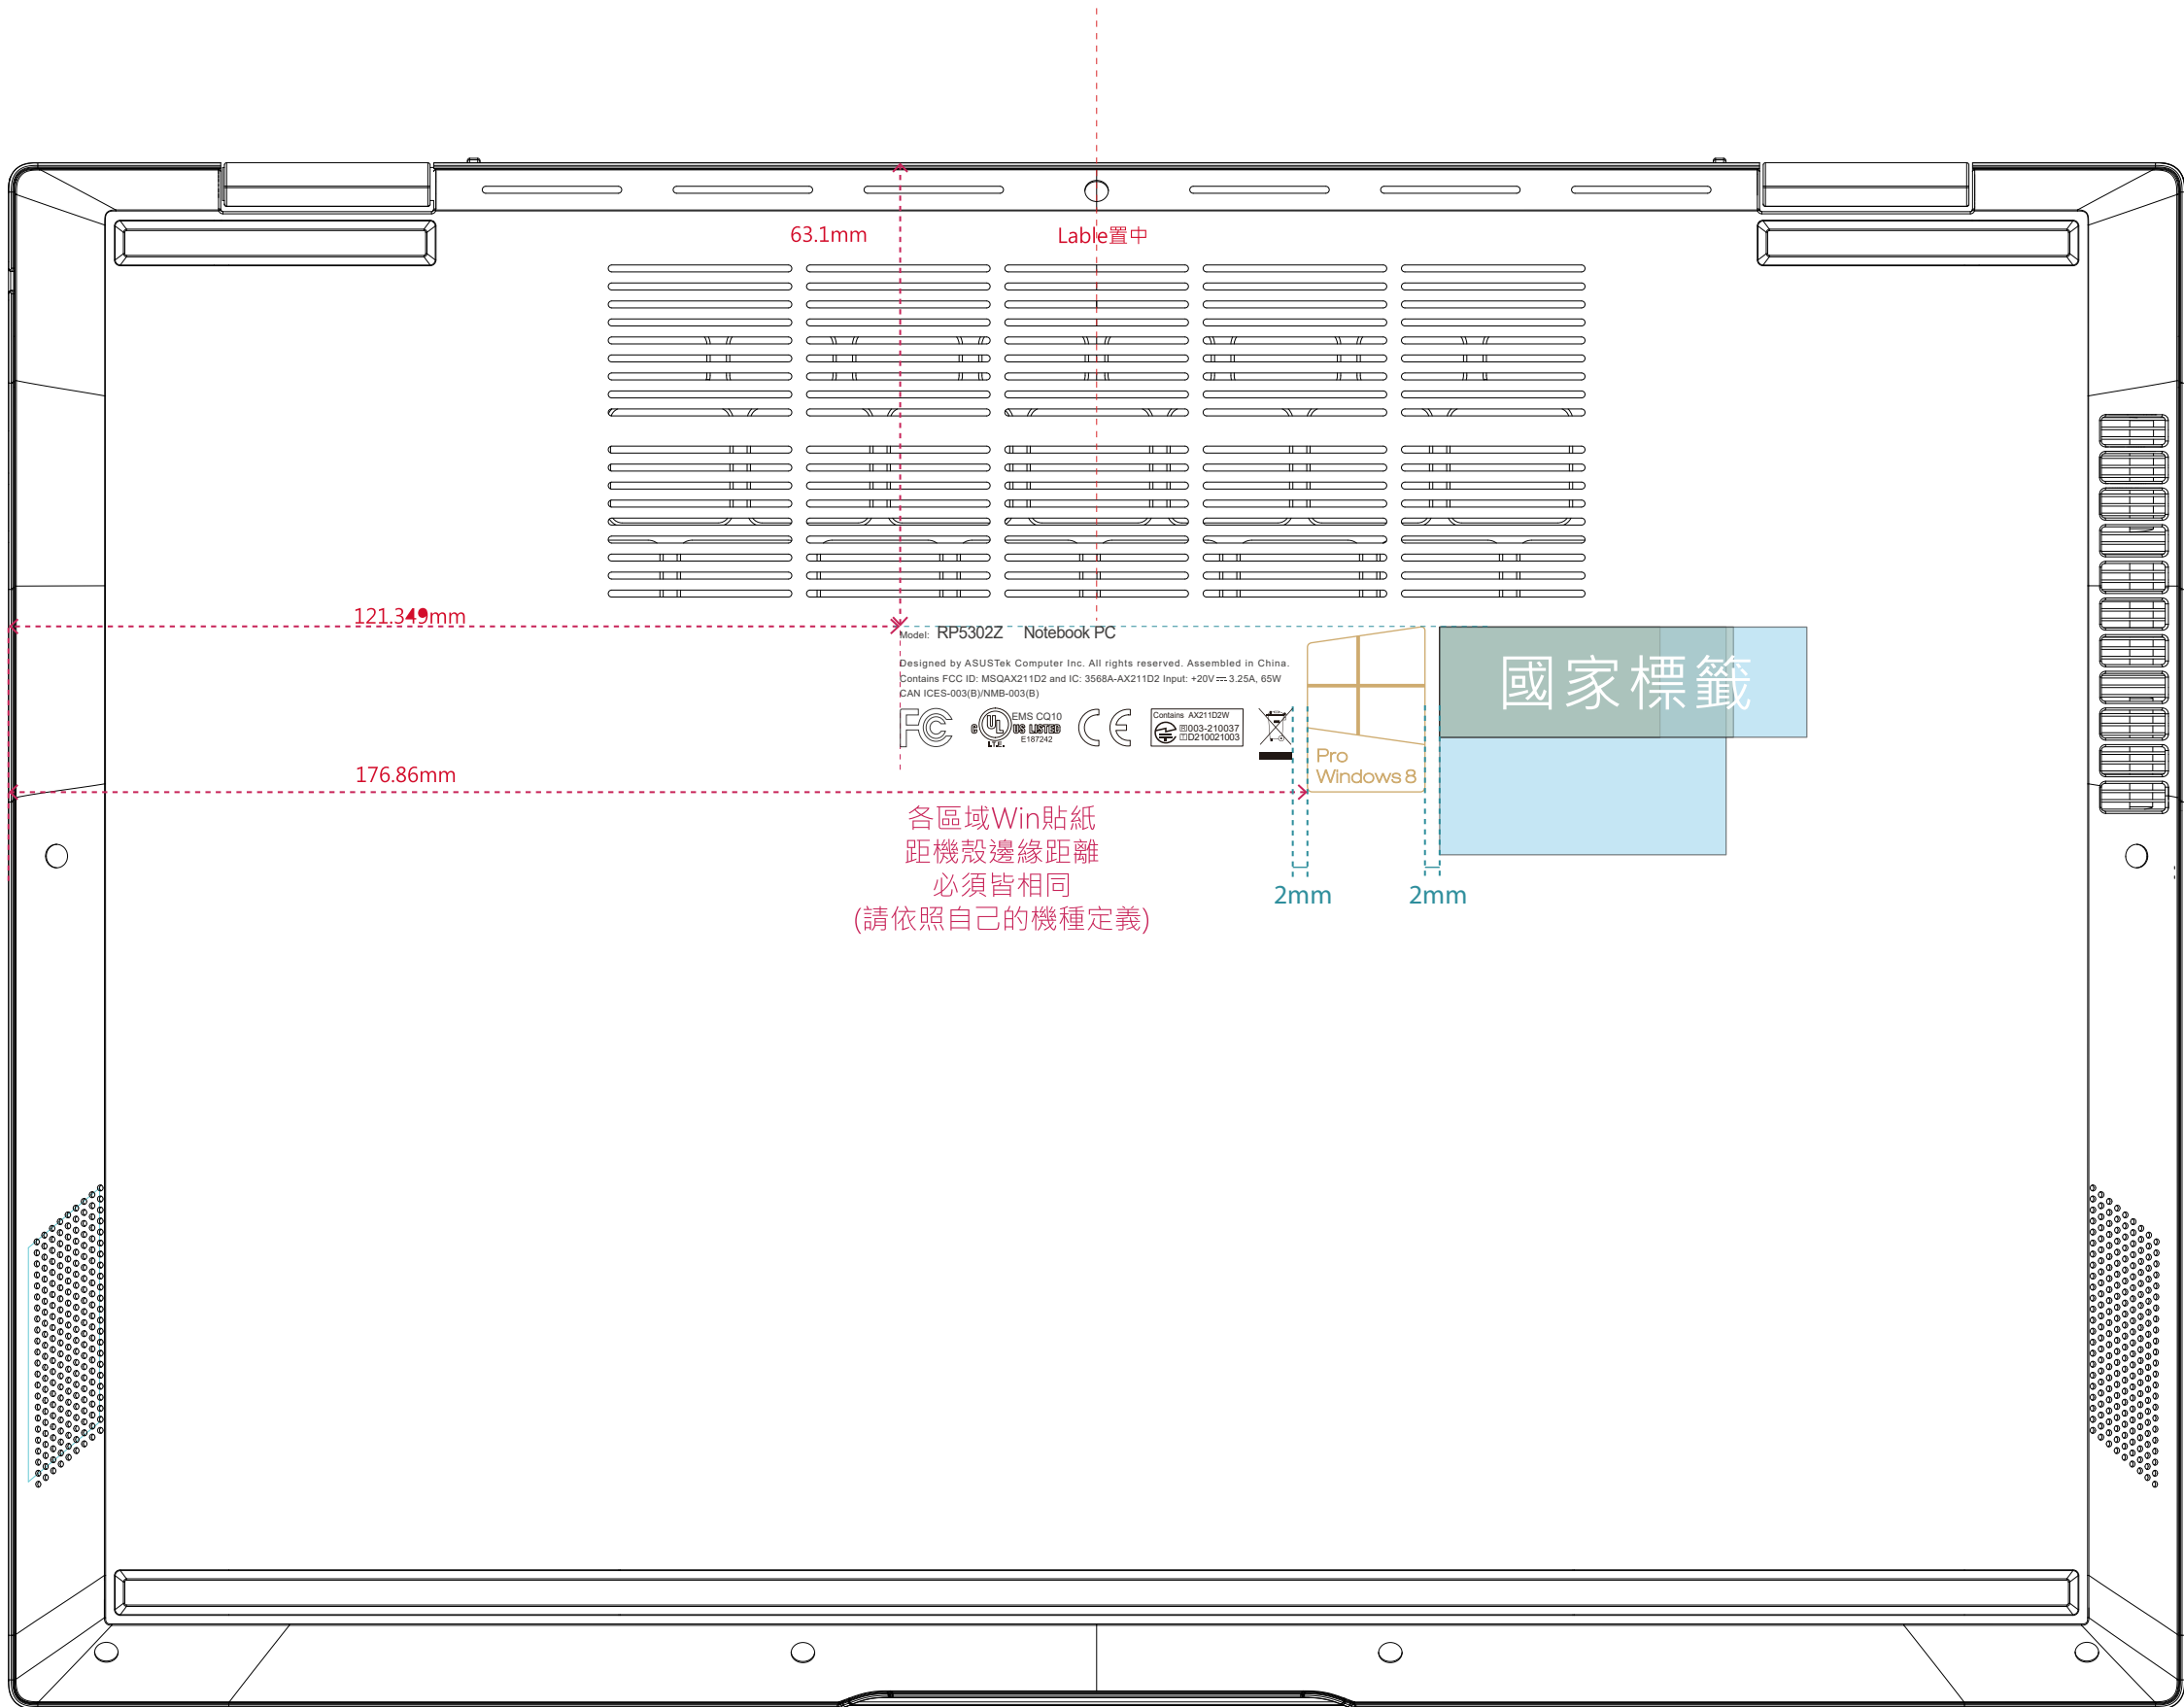 63.1mm
Lable置中
121.349mm
Model: RP5302Z Notebook PC
Designed by ASUSTek Computer Inc. All rights reserved. Assembled in China.
Contains FCC ID: MSQAX211D2 and IC: 3568A-AX211D2 Input: +20V⎓3.25A, 65W
CAN ICES-003(B)/NMB-003(B)
FC
C UL US LISTED
I.T.E.
EMS CQ10
E187242
CE
Contains AX211D2W
R 003-210037
T D210021003
Pro
Windows 8
國家標籤
176.86mm
各區域Win貼紙
距機殼邊緣距離
必須皆相同
(請依照自己的機種定義)
2mm
2mm